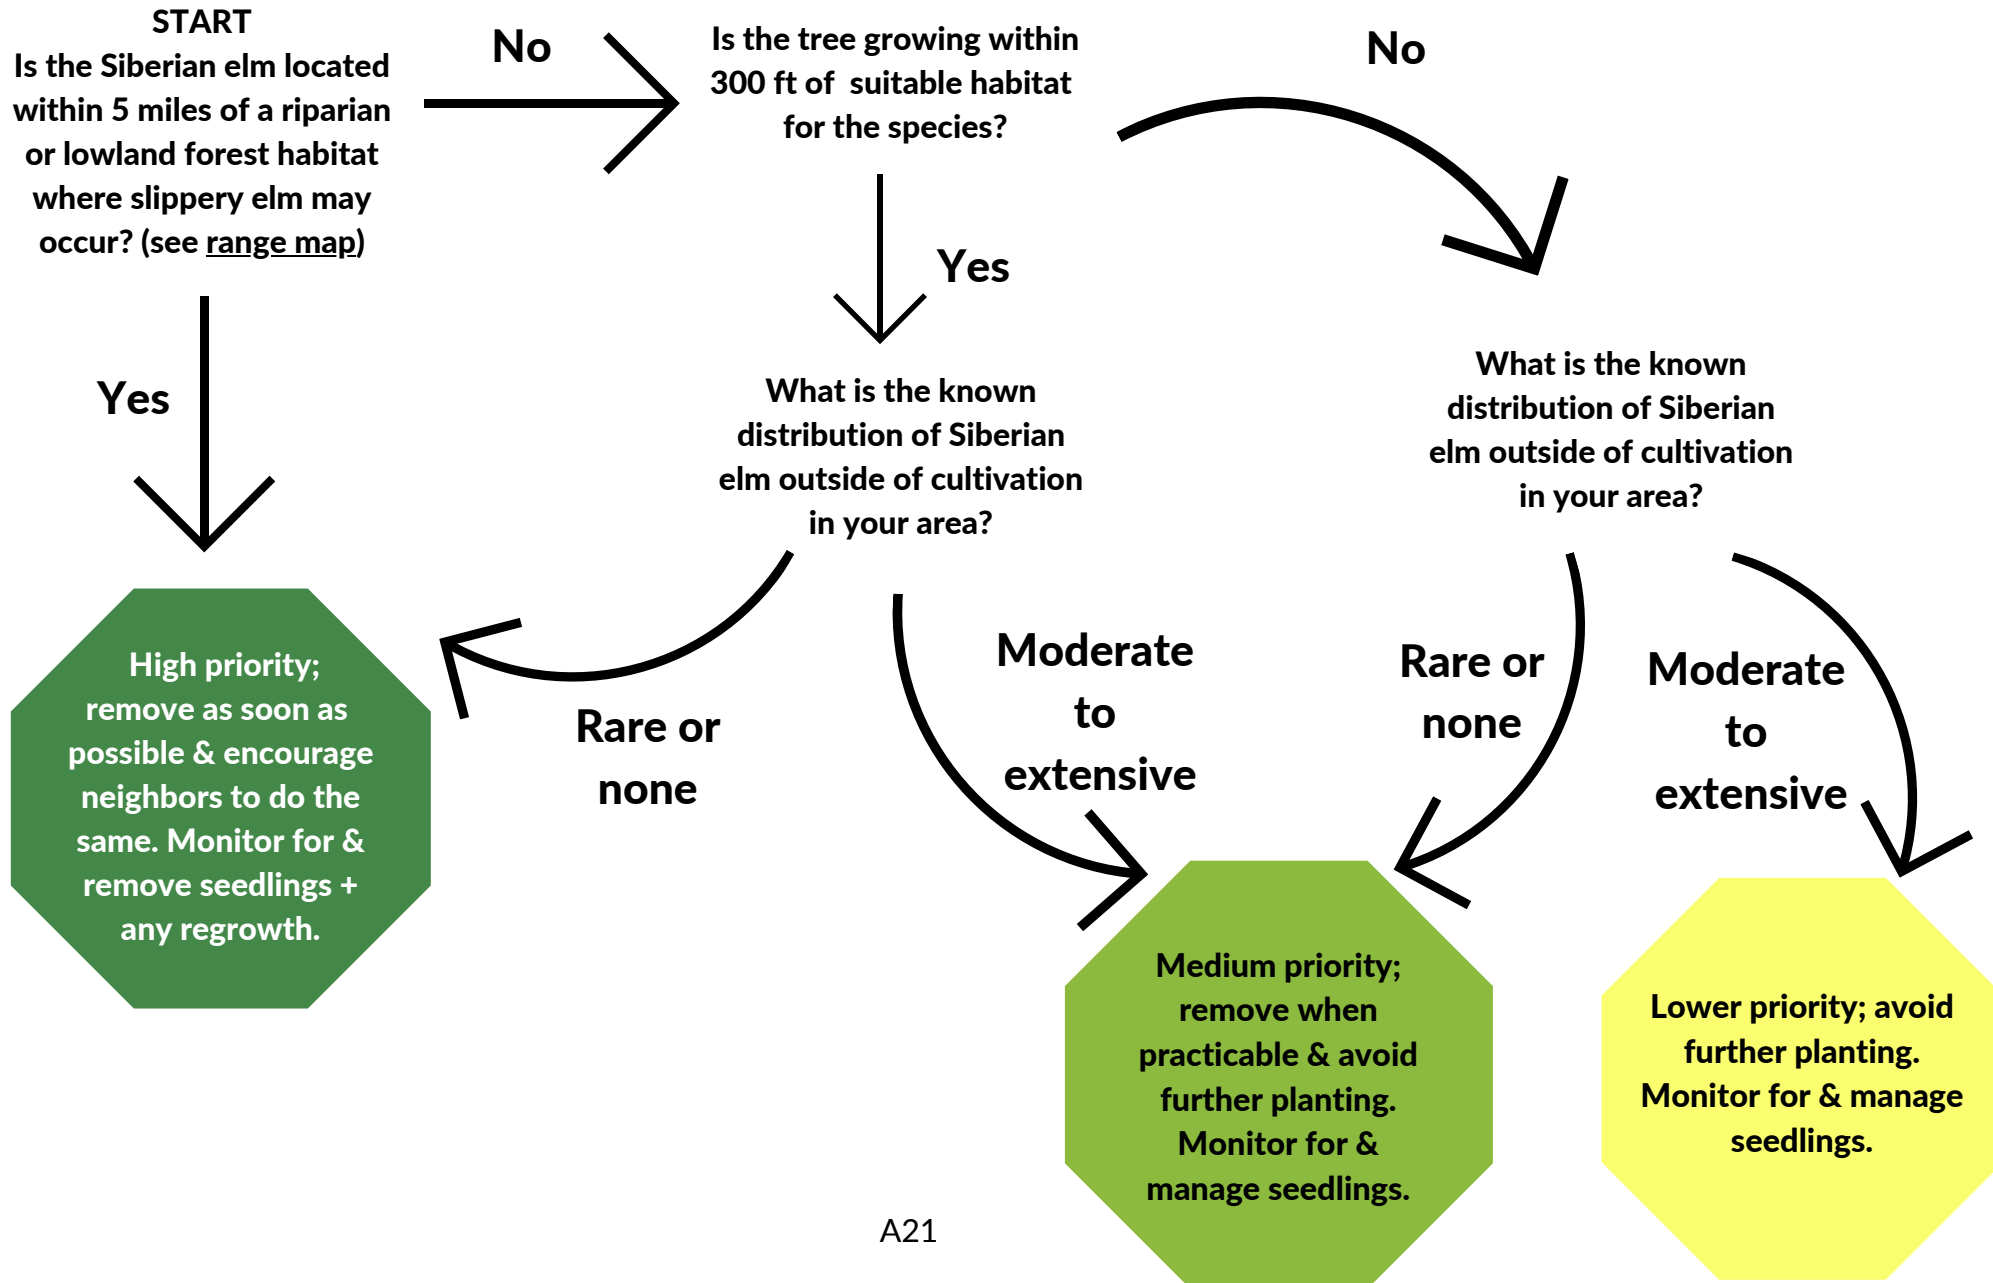 START
Is the Siberian elm located
within 5 miles of a riparian
or lowland forest habitat
where slippery elm may
occur? (see range map)
No
Is the tree growing within
300 ft of suitable habitat
for the species?
No
Yes
Yes
What is the known
distribution of Siberian
elm outside of cultivation
in your area?
What is the known
distribution of Siberian
elm outside of cultivation
in your area?
Rare or
none
Moderate
to
extensive
Rare or
none
Moderate
to
extensive
High priority;
remove as soon as
possible & encourage
neighbors to do the
same. Monitor for &
remove seedlings +
any regrowth.
Medium priority;
remove when
practicable & avoid
further planting.
Monitor for &
manage seedlings.
Lower priority; avoid
further planting.
Monitor for & manage
seedlings.
A21